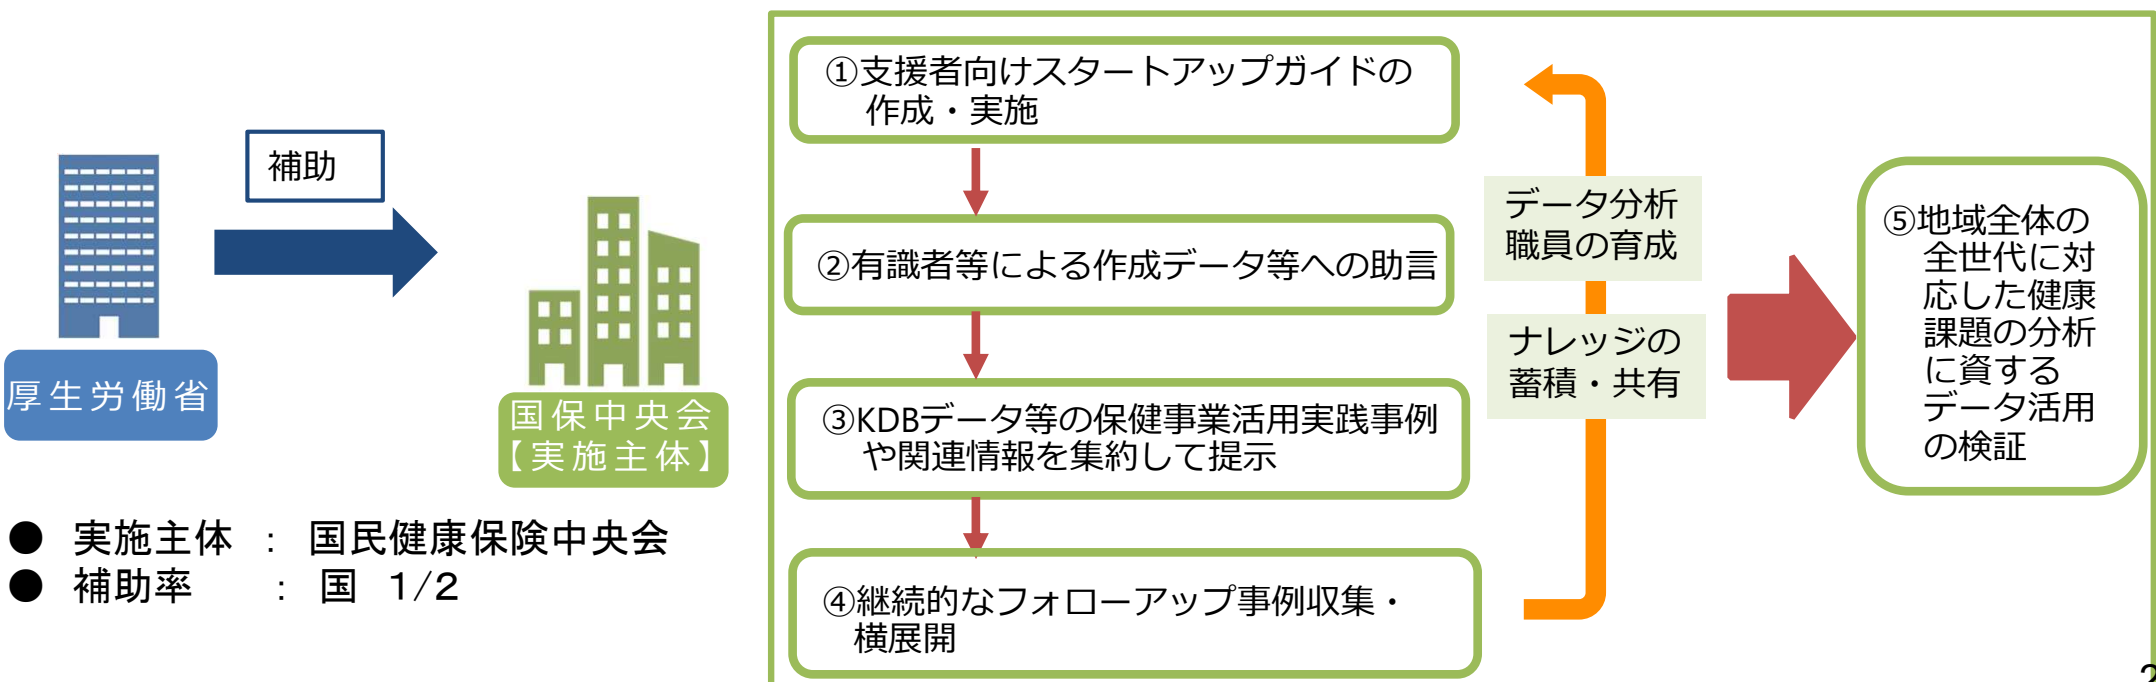 補助
厚生労働省
国保中央会
【実施主体】
● 実施主体 : 国民健康保険中央会
● 補助率 : 国 1/2
①支援者向けスタートアップガイドの
作成・実施
②有識者等による作成データ等への助言
③KDBデータ等の保健事業活用実践事例
や関連情報を集約して提示
④継続的なフォローアップ事例収集・
横展開
データ分析
職員の育成
ナレッジの
蓄積・共有
⑤地域全体の
全世代に対
応した健康
課題の分析
に資する
データ活用
の検証